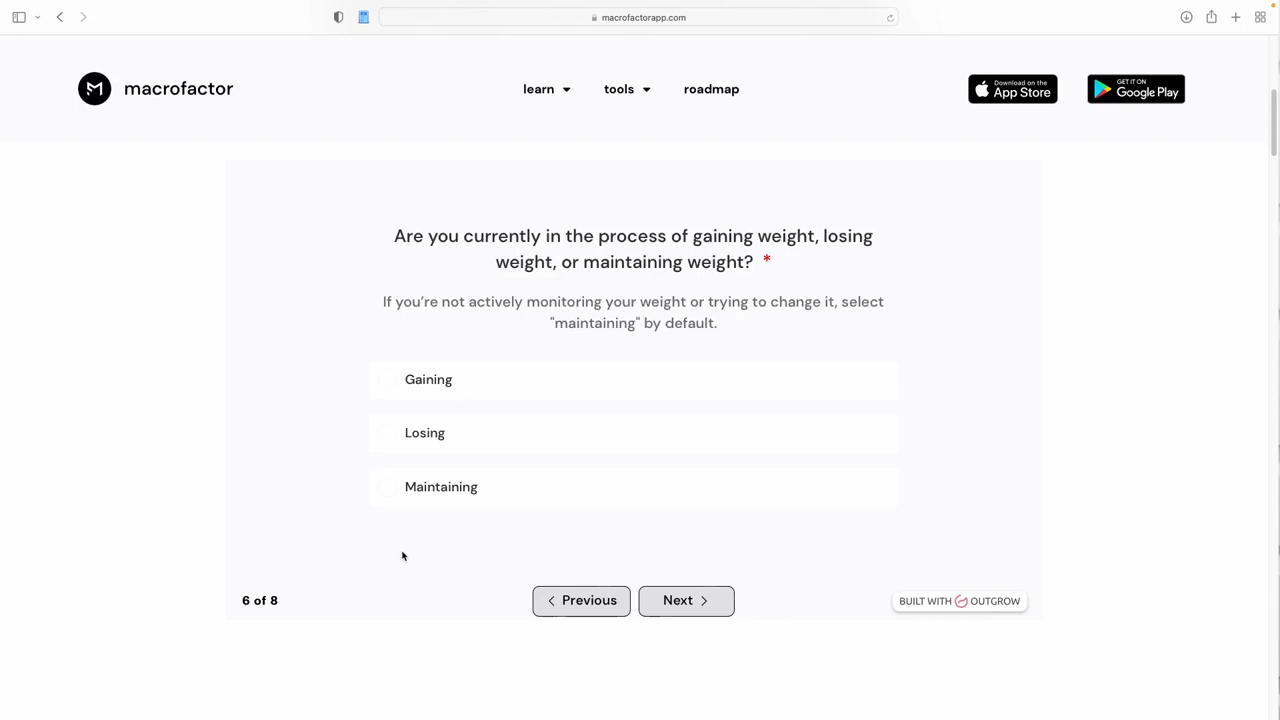 macrofactorapp.com
macrofactor
learn
tools
roadmap
Download on the
App Store
GET IT ON
Google Play
Are you currently in the process of gaining weight, losing
weight, or maintaining weight? *
If you’re not actively monitoring your weight or trying to change it, select
"maintaining" by default.
Gaining
Losing
Maintaining
6 of 8
Previous
Next
BUILT WITH OUTGROW